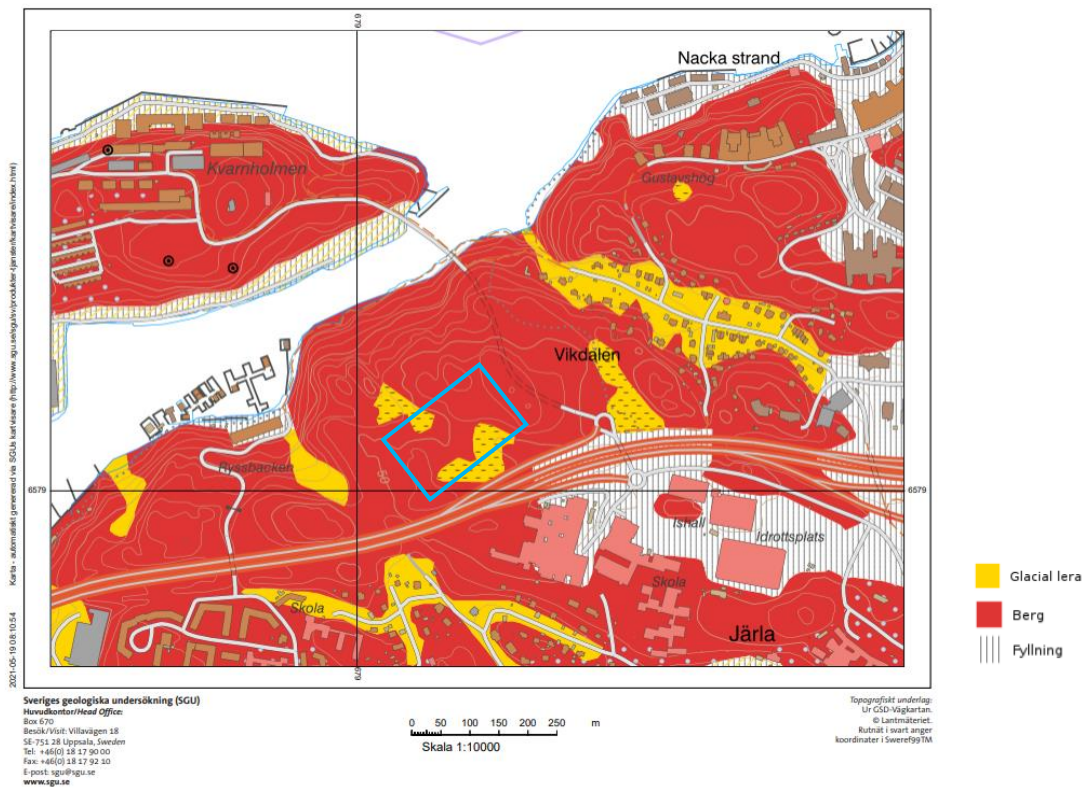 679
Nacka strand
Kvarnholmen
Gustavshög
Vikdalen
Ryssbacken
60
6579
6579
Ishall
Idrottsplats
Skola
Skola
Järla
679
Karta - automatiskt genererad via SGUs kartvisare (http://www.sgu.se/sgu/sv/produkter-tjanster/kartvisare/index.html)
2021-05-19 08:10:54
Glacial lera
Berg
Fyllning
Sveriges geologiska undersökning (SGU)
Huvudkontor/Head Office:
Box 670
Besök/Visit: Villavägen 18
SE-751 28 Uppsala, Sweden
Tel: +46(0) 18 17 90 00
Fax: +46(0) 18 17 92 10
E-post: sgu@sgu.se
www.sgu.se
0 50 100 150 200 250 m
Skala 1:10000
Topografiskt underlag:
Ur GSD-Vägkartan.
© Lantmäteriet.
Rutnät i svart anger
koordinater i Sweref99TM